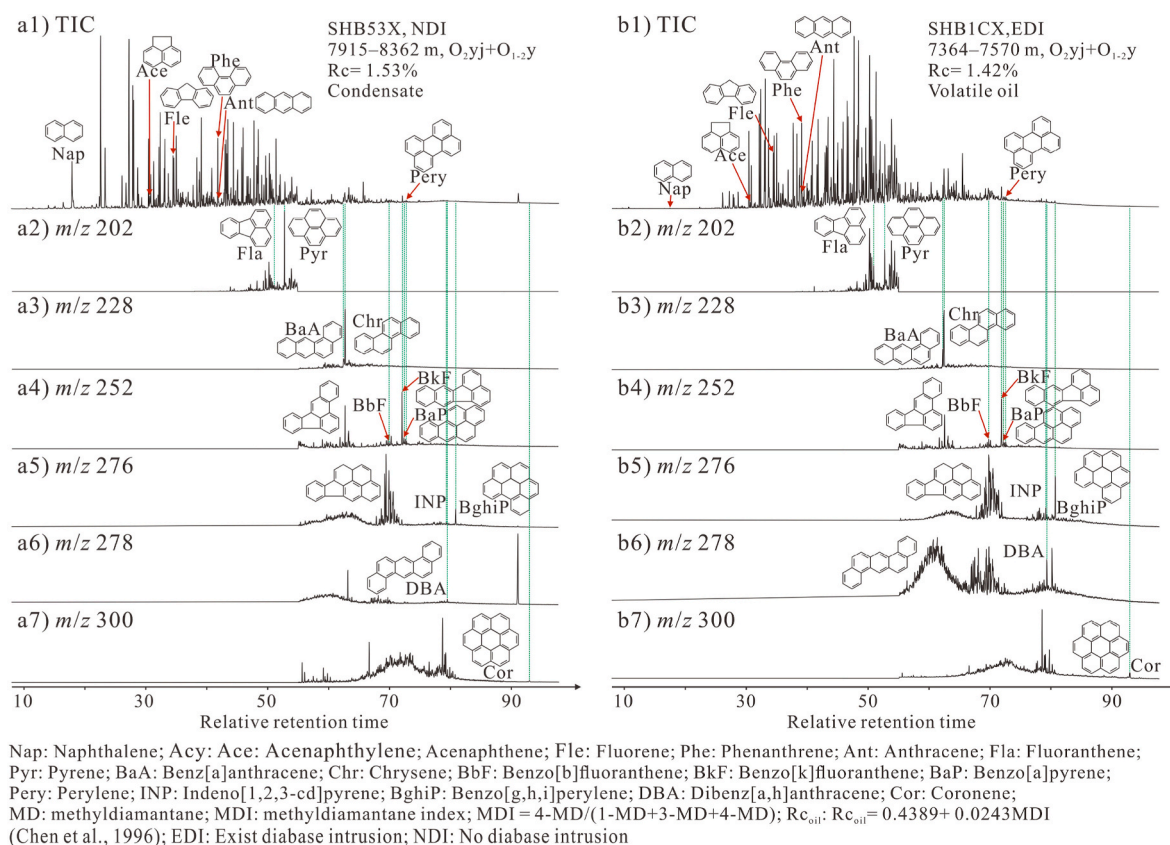 a1) TIC
SHB53X, NDI
7915–8362 m, O₂yj+O₁₋₂y
Rc= 1.53%
Condensate
Nap
Ace
Fle
Phe
Ant
Pery
a2) m/z 202
Fla
Pyr
a3) m/z 228
BaA
Chr
a4) m/z 252
BbF
BkF
BaP
a5) m/z 276
INP
BghiP
a6) m/z 278
DBA
a7) m/z 300
Cor
10 30 50 70 90
Relative retention time
b1) TIC
SHB1CX,EDI
7364–7570 m, O₂yj+O₁₋₂y
Rc= 1.42%
Volatile oil
Nap
Ace
Fle
Phe
Ant
Pery
b2) m/z 202
Fla
Pyr
b3) m/z 228
BaA
Chr
b4) m/z 252
BbF
BkF
BaP
b5) m/z 276
INP
BghiP
b6) m/z 278
DBA
b7) m/z 300
Cor
10 30 50 70 90
Relative retention time
Nap: Naphthalene; Acy: Ace: Acenaphthylene; Acenaphthene; Fle: Fluorene; Phe: Phenanthrene; Ant: Anthracene; Fla: Fluoranthene;
Pyr: Pyrene; BaA: Benz[a]anthracene; Chr: Chrysene; BbF: Benzo[b]fluoranthene; BkF: Benzo[k]fluoranthene; BaP: Benzo[a]pyrene;
Pery: Perylene; INP: Indeno[1,2,3-cd]pyrene; BghiP: Benzo[g,h,i]perylene; DBA: Dibenz[a,h]anthracene; Cor: Coronene;
MD: methyldiamantane; MDI: methyldiamantane index; MDI = 4-MD/(1-MD+3-MD+4-MD); Rc_oil: Rc_oil= 0.4389+ 0.0243MDI
(Chen et al., 1996); EDI: Exist diabase intrusion; NDI: No diabase intrusion